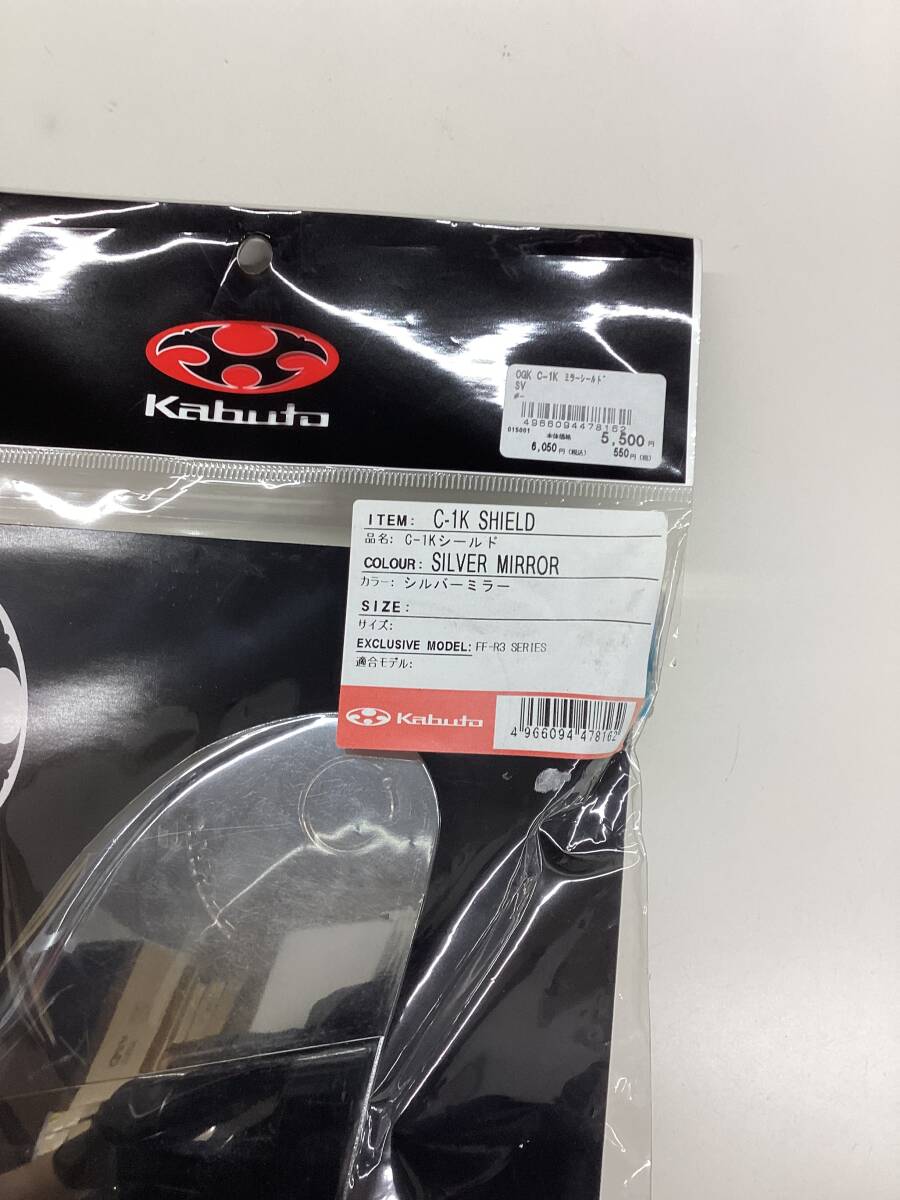 Kabuto
OGK C-1K ミラーシールド
SV
4966094478162
015001 本体価格 5,500円
6,050円(税込) 550円(税)
ITEM: C-1K SHIELD
品名: C-1Kシールド
COLOUR: SILVER MIRROR
カラー: シルバーミラー
SIZE:
サイズ:
EXCLUSIVE MODEL: FF-R3 SERIES
適合モデル:
Kabuto
4 966094 478162